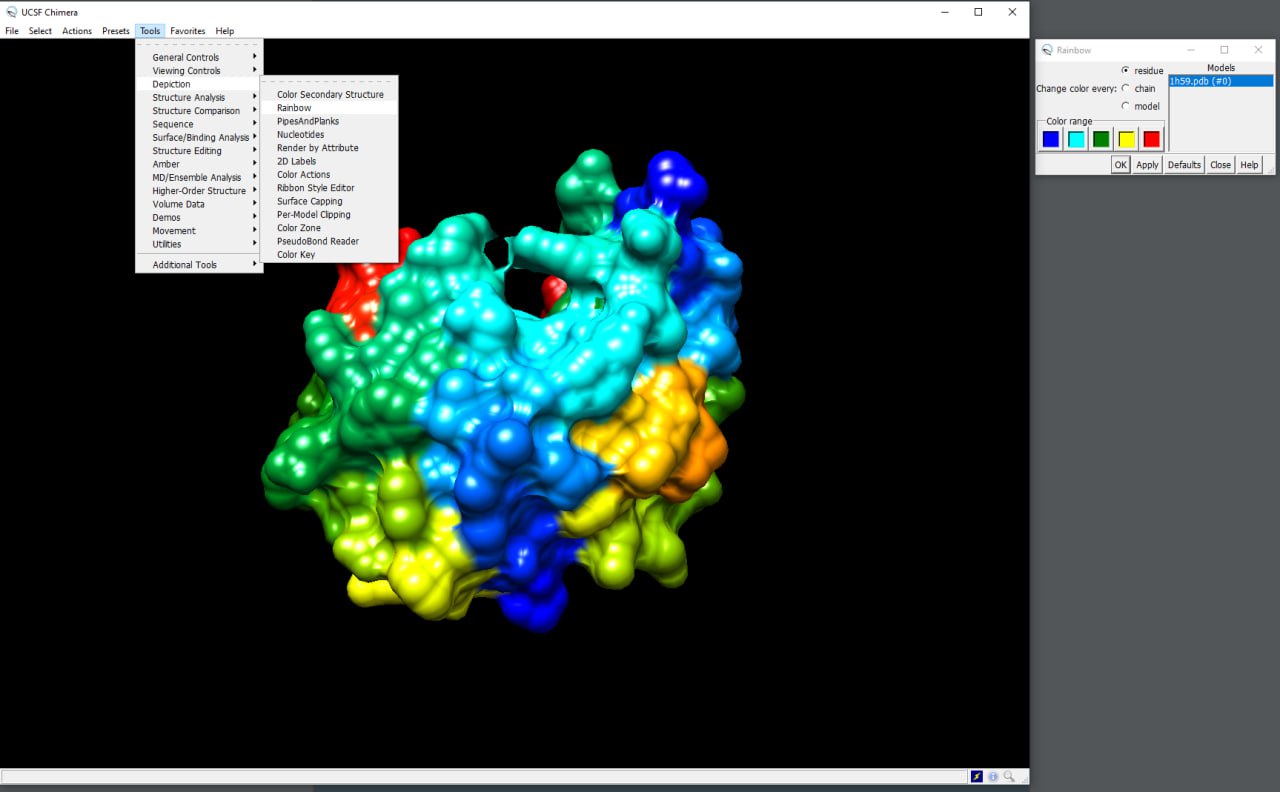 UCSF Chimera
File Select Actions Presets Tools Favorites Help
General Controls
Viewing Controls
Depiction
Structure Analysis
Structure Comparison
Sequence
Surface/Binding Analysis
Structure Editing
Amber
MD/Ensemble Analysis
Higher-Order Structure
Volume Data
Demos
Movement
Utilities
Additional Tools
Color Secondary Structure
Rainbow
PipesAndPlanks
Nucleotides
Render by Attribute
2D Labels
Color Actions
Ribbon Style Editor
Surface Capping
Per-Model Clipping
Color Zone
PseudoBond Reader
Color Key
Rainbow
Models
Change color every:
residue
chain
model
1h59.pdb (#0)
Color range
OK Apply Defaults Close Help